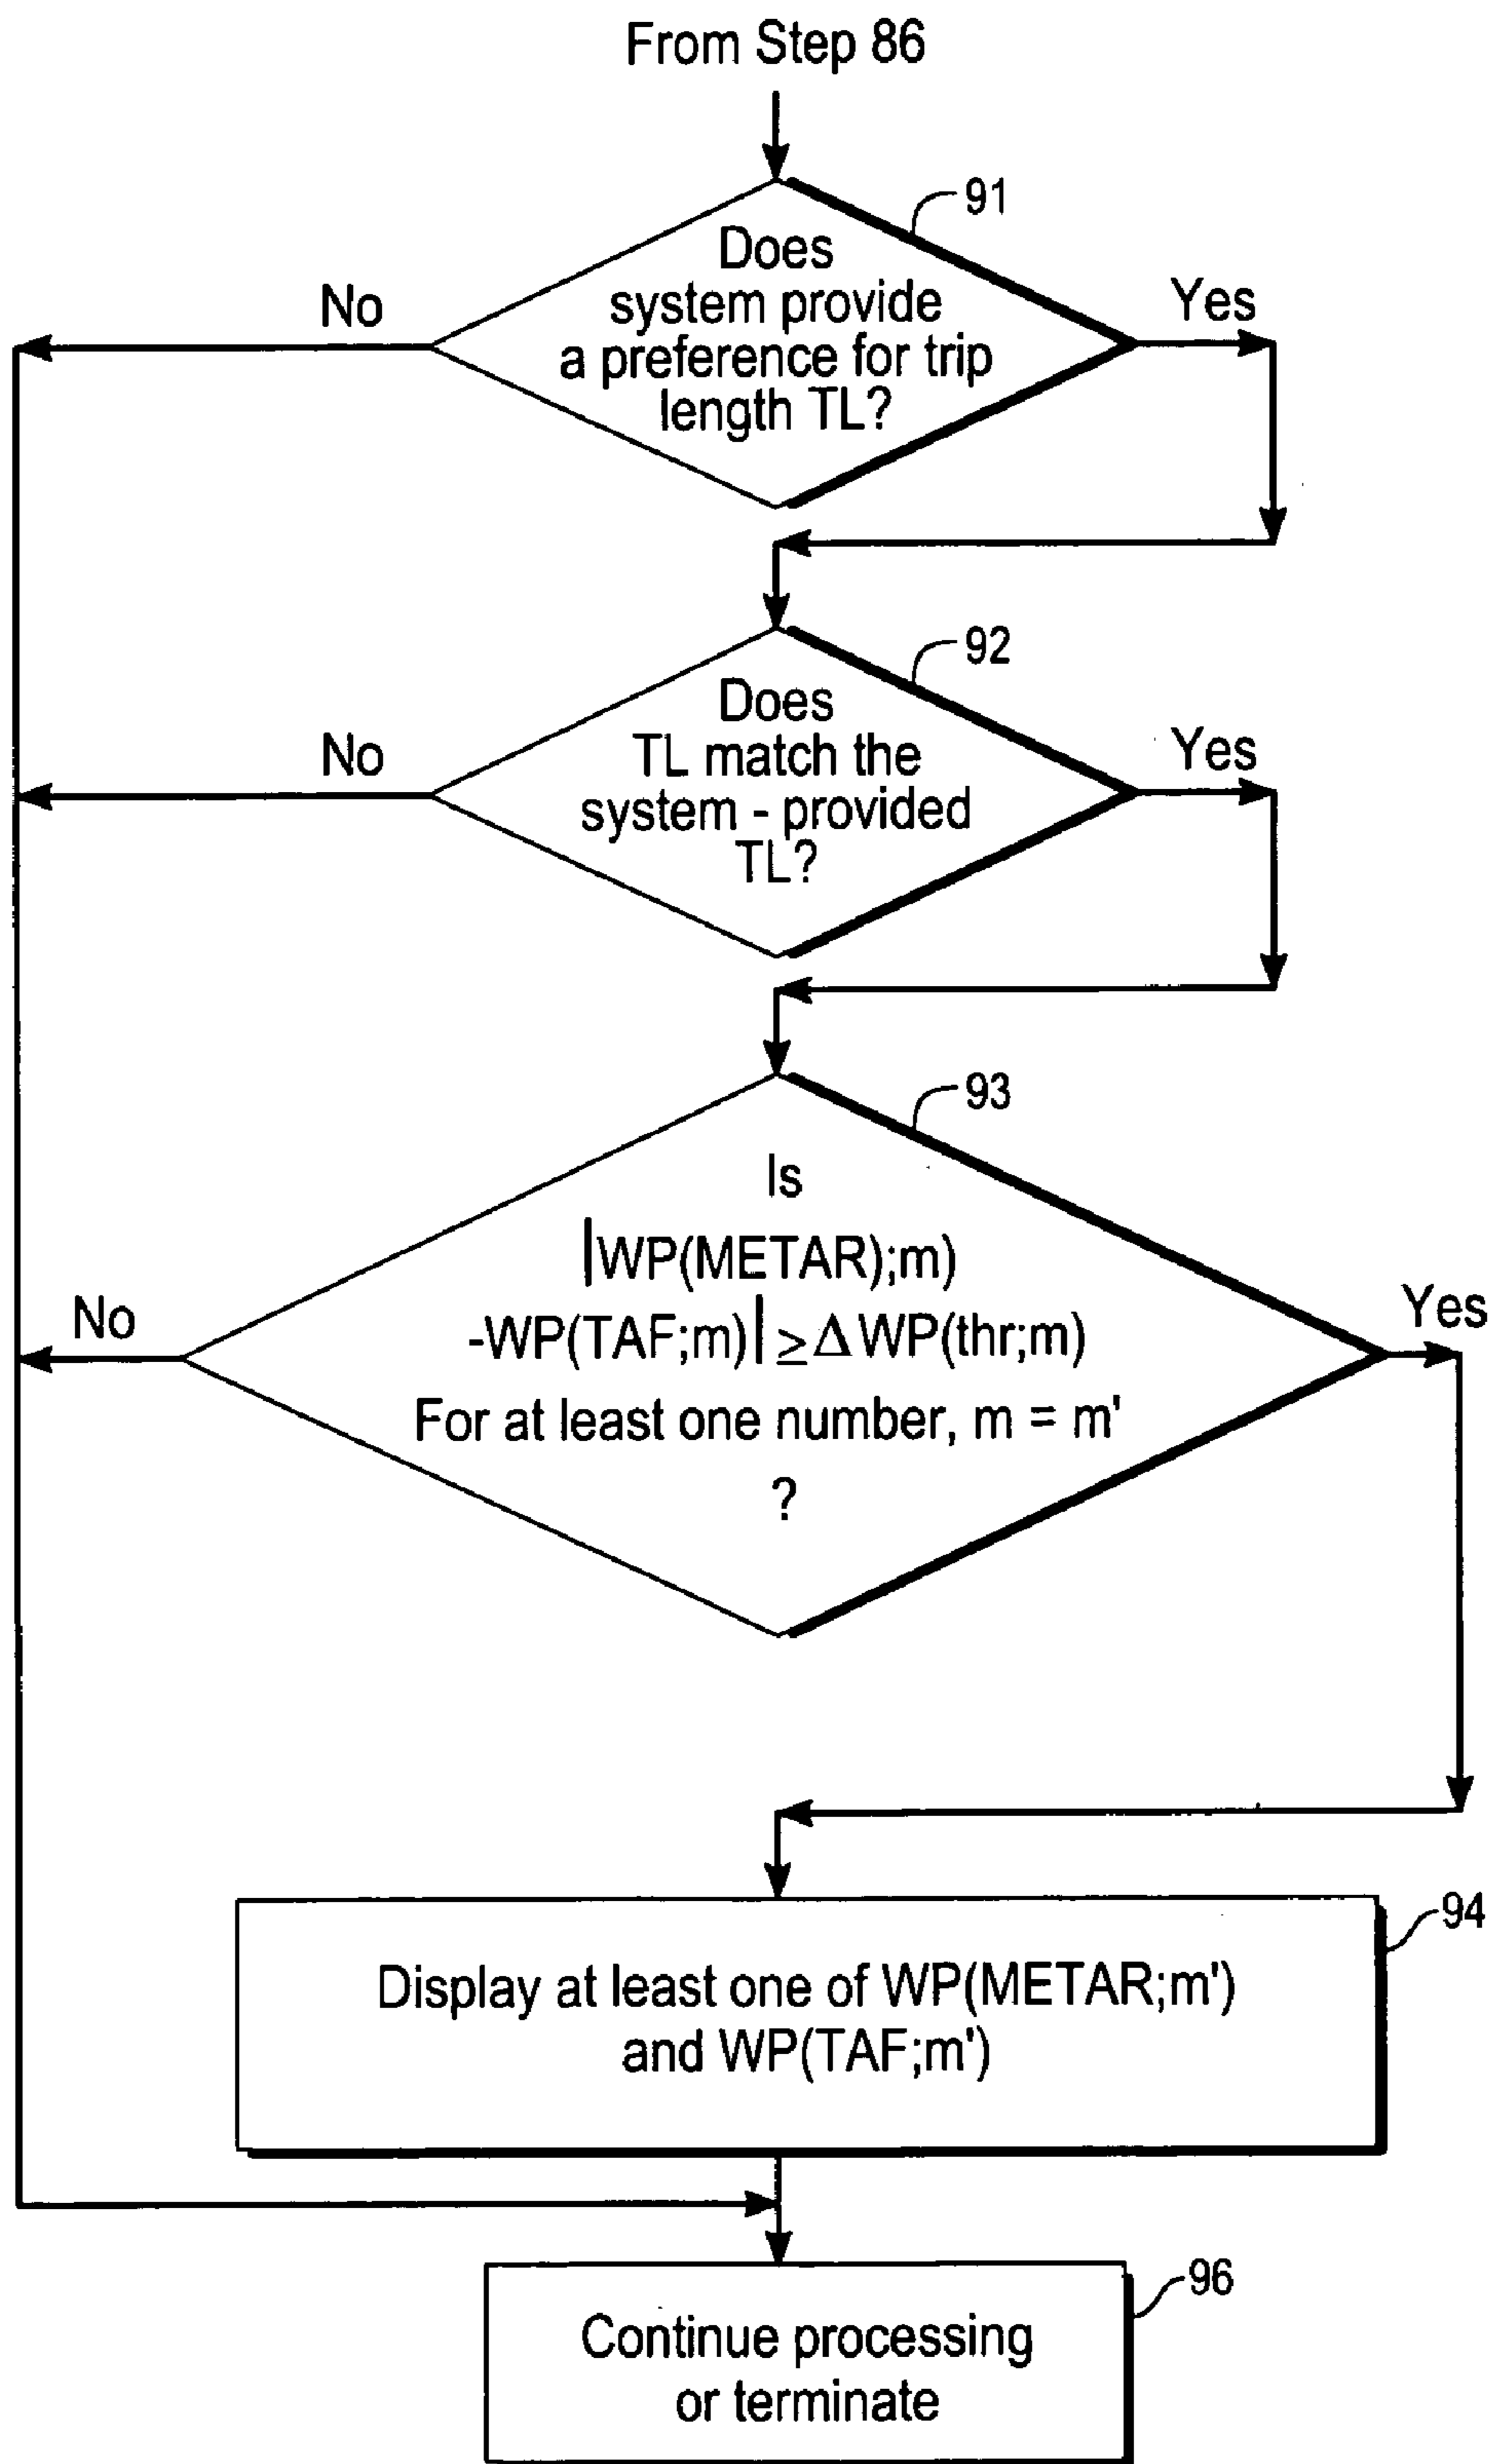 From Step 86
91
Does
system provide
a preference for trip
length TL?
No
Yes
92
Does
TL match the
system - provided
TL?
No
Yes
93
Is
|WP(METAR);m)
-WP(TAF;m)| ≥ΔWP(thr;m)
For at least one number, m = m'
?
No
Yes
94
Display at least one of WP(METAR;m')
and WP(TAF;m')
96
Continue processing
or terminate